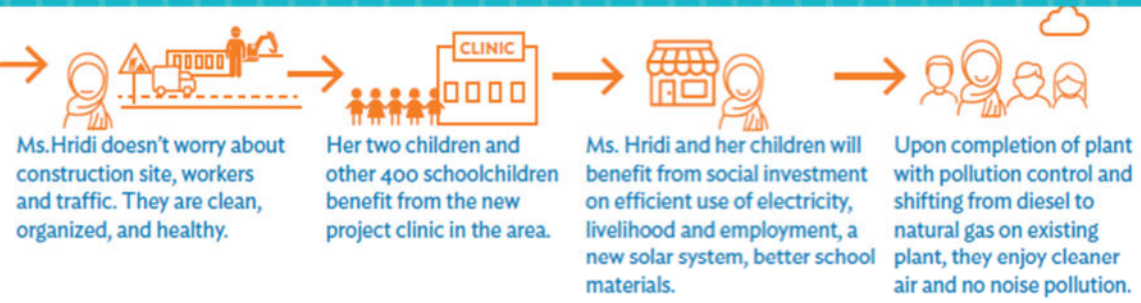 CLINIC
Ms.Hridi doesn't worry about
construction site, workers
and traffic. They are clean,
organized, and healthy.
Her two children and
other 400 schoolchildren
benefit from the new
project clinic in the area.
Ms. Hridi and her children will
benefit from social investment
on efficient use of electricity,
livelihood and employment, a
new solar system, better school
materials.
Upon completion of plant
with pollution control and
shifting from diesel to
natural gas on existing
plant, they enjoy cleaner
air and no noise pollution.